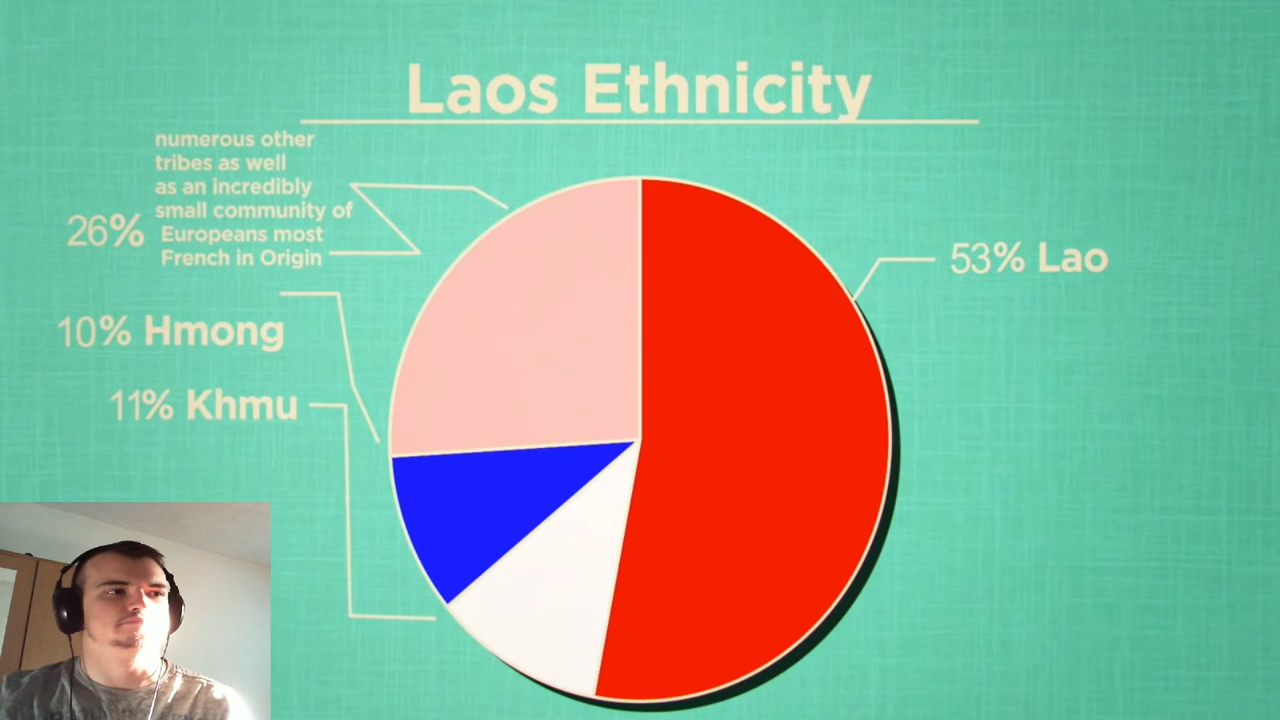 Laos Ethnicity
numerous other
tribes as well
as an incredibly
small community of
26%
Europeans most
French in Origin
53% Lao
10% Hmong
11% Khmu